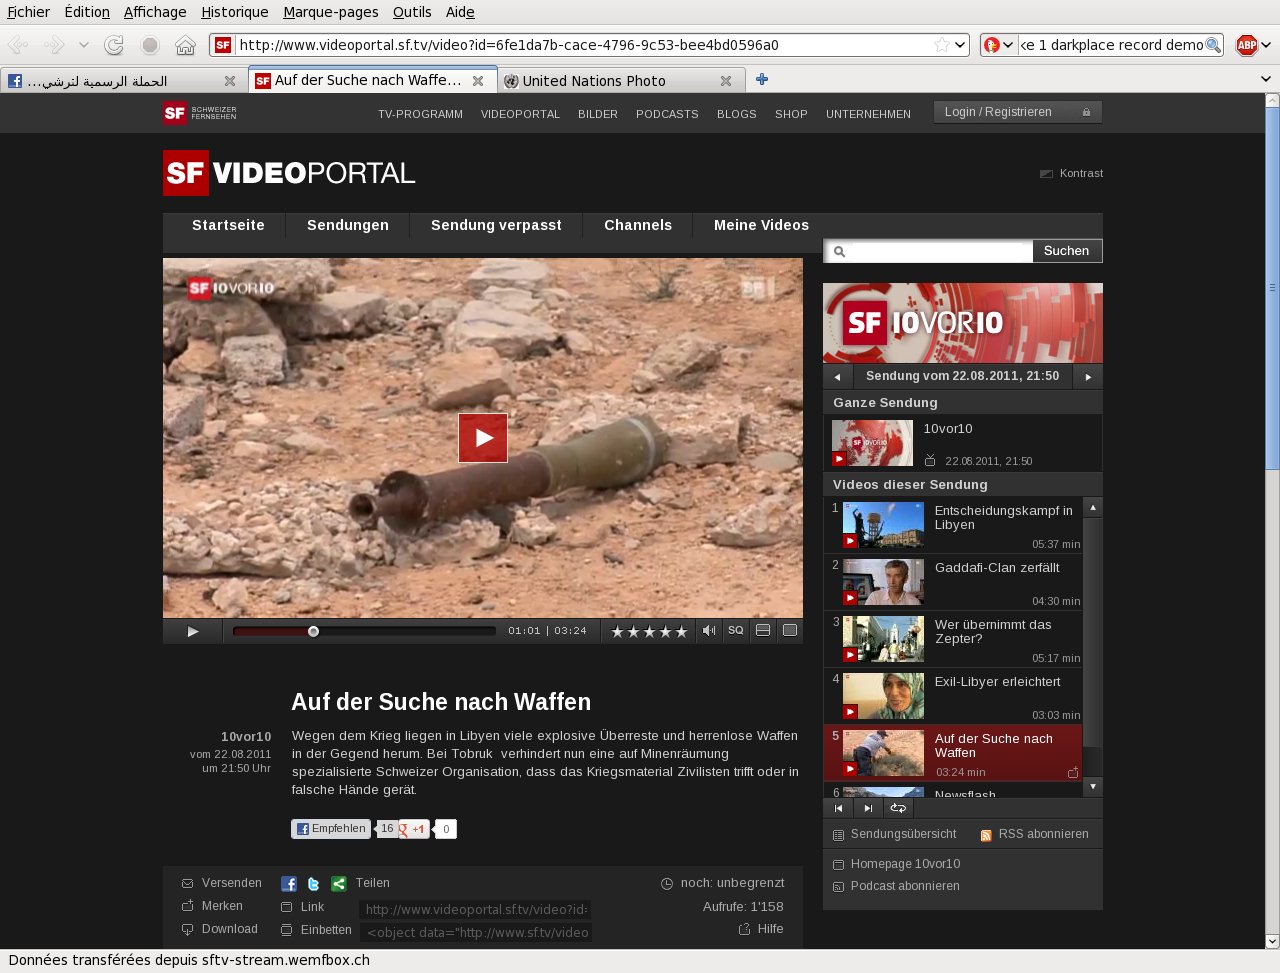 Fichier Édition Affichage Historique Marque-pages Outils Aide
http://www.videoportal.sf.tv/video?id=6fe1da7b-cace-4796-9c53-bee4bd0596a0
1 darkplace record demo
ABP
الحملة الرسمية لترشي...
Auf der Suche nach Waffe...
United Nations Photo
SF SCHWEIZER FERNSEHEN
TV-PROGRAMM VIDEOPORTAL BILDER PODCASTS BLOGS SHOP UNTERNEHMEN
Login / Registrieren
SF VIDEOPORTAL
Kontrast
Startseite Sendungen Sendung verpasst Channels Meine Videos
Suchen
SF 10VOR10
SF 1
01:01 | 03:24
SQ
Auf der Suche nach Waffen
10vor10
vom 22.08.2011
um 21:50 Uhr
Wegen dem Krieg liegen in Libyen viele explosive Überreste und herrenlose Waffen
in der Gegend herum. Bei Tobruk verhindert nun eine auf Minenräumung
spezialisierte Schweizer Organisation, dass das Kriegsmaterial Zivilisten trifft oder in
falsche Hände gerät.
Empfehlen 16 +1 0
Versenden
Teilen
noch: unbegrenzt
Merken
Link http://www.videoportal.sf.tv/video?id=
Aufrufe: 1'158
Download
Einbetten <object data="http://www.sf.tv/video
Hilfe
SF 10VOR10
Sendung vom 22.08.2011, 21:50
Ganze Sendung
SF 10VOR10
10vor10
22.08.2011, 21:50
Videos dieser Sendung
1 Entscheidungskampf in
Libyen
05:37 min
2 Gaddafi-Clan zerfällt
04:30 min
3 Wer übernimmt das
Zepter?
05:17 min
4 Exil-Libyer erleichtert
03:03 min
5 Auf der Suche nach
Waffen
03:24 min
6 Newsflash
Sendungsübersicht RSS abonnieren
Homepage 10vor10
Podcast abonnieren
Données transférées depuis sftv-stream.wemfbox.ch